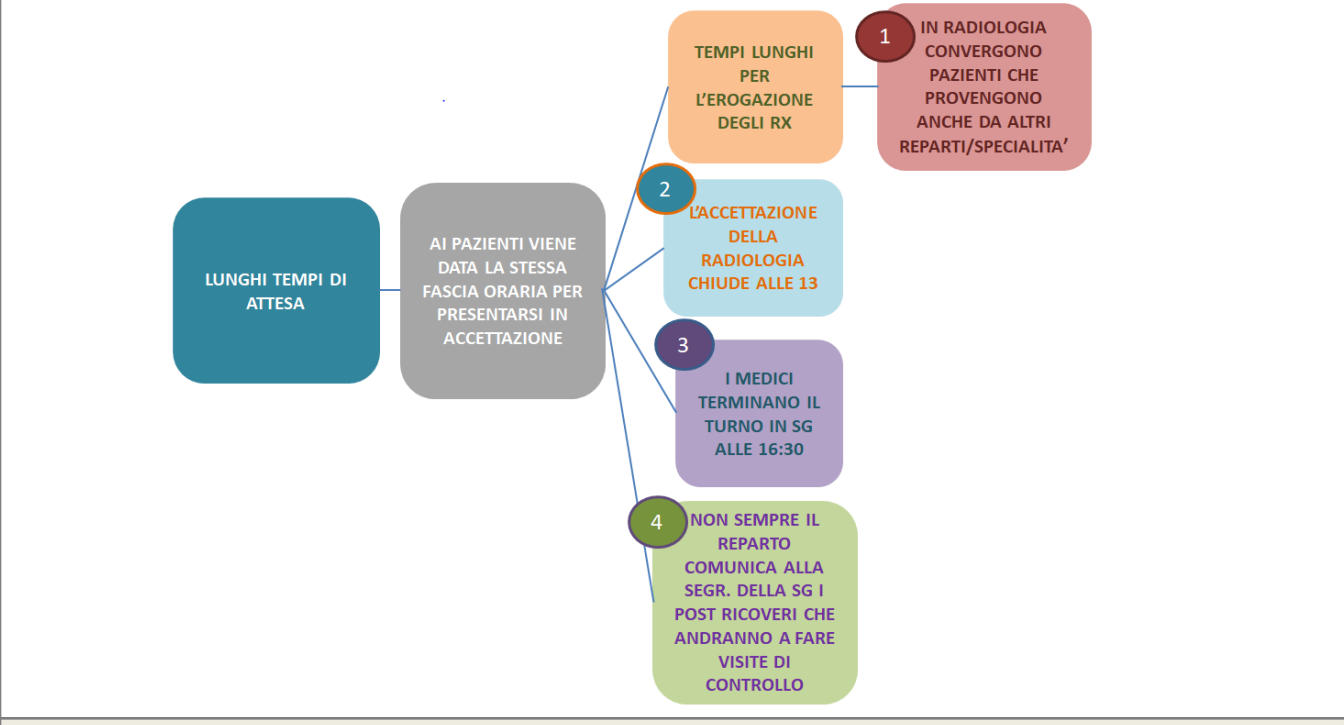 LUNGHI TEMPI DI
ATTESA
AI PAZIENTI VIENE
DATA LA STESSA
FASCIA ORARIA PER
PRESENTARSI IN
ACCETTAZIONE
TEMPI LUNGHI
PER
L’EROGAZIONE
DEGLI RX
1
IN RADIOLOGIA
CONVERGONO
PAZIENTI CHE
PROVENGONO
ANCHE DA ALTRI
REPARTI/SPECIALITA’
2
L’ACCETTAZIONE
DELLA
RADIOLOGIA
CHIUDE ALLE 13
3
I MEDICI
TERMINANO IL
TURNO IN SG
ALLE 16:30
4
NON SEMPRE IL
REPARTO
COMUNICA ALLA
SEGR. DELLA SG I
POST RICOVERI CHE
ANDRANNO A FARE
VISITE DI
CONTROLLO